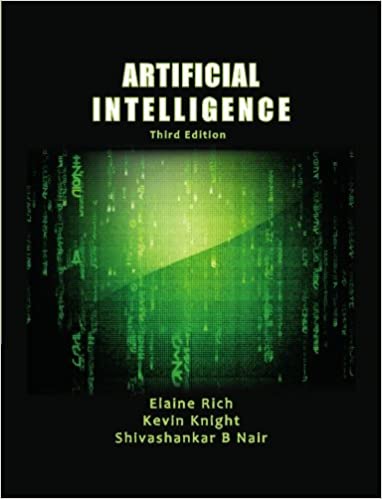 ARTIFICIAL
INTELLIGENCE
Third Edition
Elaine Rich
Kevin Knight
Shivashankar B Nair